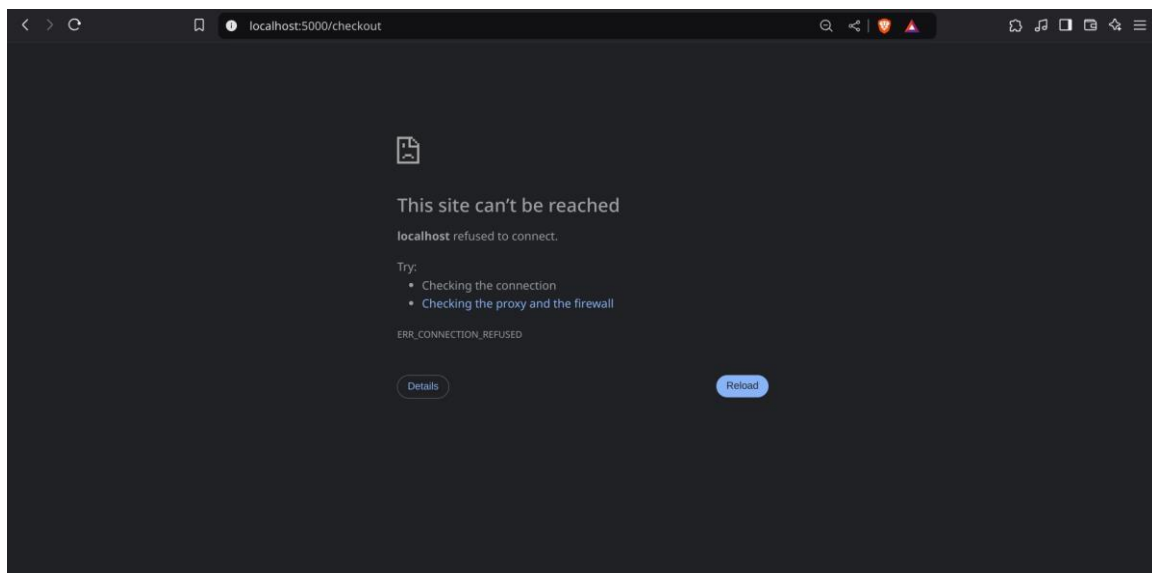 localhost:5000/checkout
This site can’t be reached
localhost refused to connect.
Try:
• Checking the connection
• Checking the proxy and the firewall
ERR_CONNECTION_REFUSED
Details
Reload